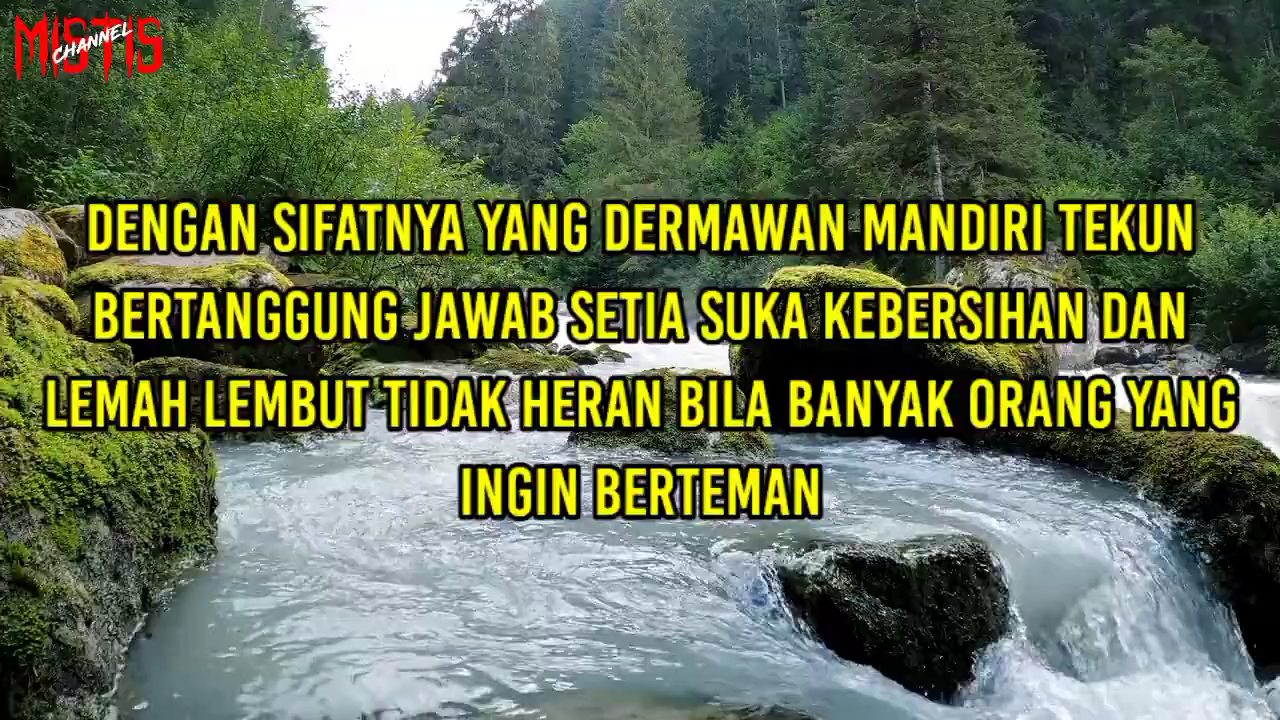 MISTIS
CHANNEL
DENGAN SIFATNYA YANG DERMAWAN MANDIRI TEKUN
BERTANGGUNG JAWAB SETIA SUKA KEBERSIHAN DAN
LEMAH LEMBUT TIDAK HERAN BILA BANYAK ORANG YANG
INGIN BERTEMAN